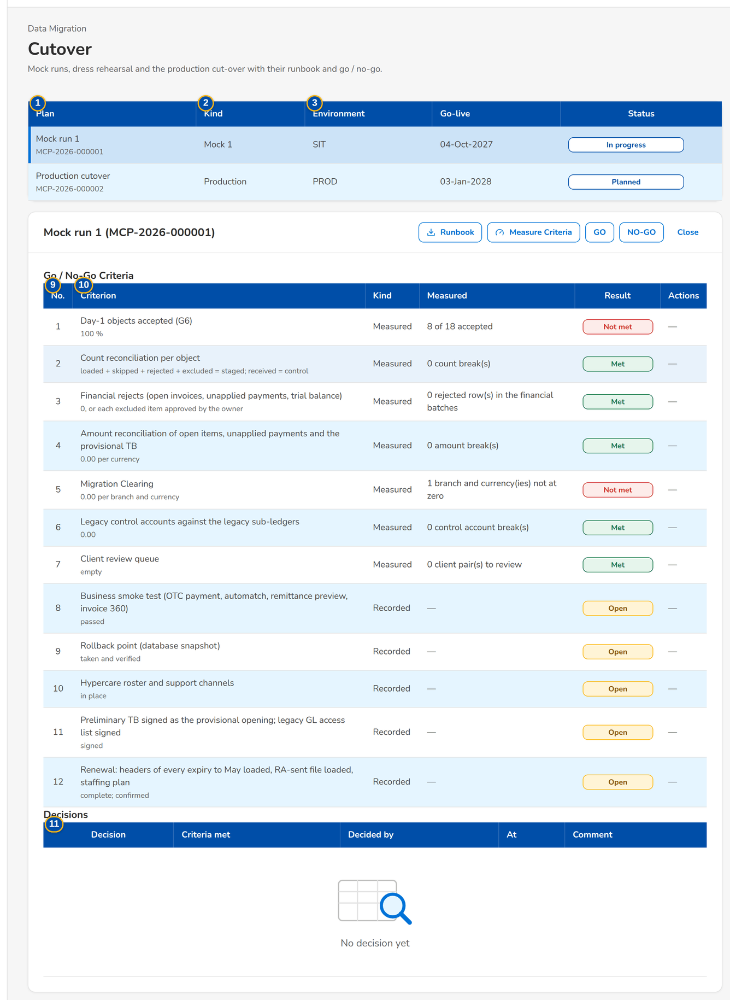 Data Migration
Cutover
Mock runs, dress rehearsal and the production cut-over with their runbook and go / no-go.
1 2 3
Plan Kind Environment Go-live Status
Mock run 1
MCP-2026-000001
Mock 1 SIT 04-Oct-2027 In progress
Production cutover
MCP-2026-000002
Production PROD 03-Jan-2028 Planned
Mock run 1 (MCP-2026-000001) Runbook Measure Criteria GO NO-GO Close
Go / No-Go Criteria
9 10
No. Criterion Kind Measured Result Actions
1 Day-1 objects accepted (G6)
100 %
Measured 8 of 18 accepted Not met —
2 Count reconciliation per object
loaded + skipped + rejected + excluded = staged; received = control
Measured 0 count break(s) Met —
3 Financial rejects (open invoices, unapplied payments, trial balance)
0, or each excluded item approved by the owner
Measured 0 rejected row(s) in the financial
batches
Met —
4 Amount reconciliation of open items, unapplied payments and the
provisional TB
0.00 per currency
Measured 0 amount break(s) Met —
5 Migration Clearing
0.00 per branch and currency
Measured 1 branch and currency(ies) not at
zero
Not met —
6 Legacy control accounts against the legacy sub-ledgers
0.00
Measured 0 control account break(s) Met —
7 Client review queue
empty
Measured 0 client pair(s) to review Met —
8 Business smoke test (OTC payment, automatch, remittance preview,
invoice 360)
passed
Recorded — Open —
9 Rollback point (database snapshot)
taken and verified
Recorded — Open —
10 Hypercare roster and support channels
in place
Recorded — Open —
11 Preliminary TB signed as the provisional opening; legacy GL access
list signed
signed
Recorded — Open —
12 Renewal: headers of every expiry to May loaded, RA-sent file loaded,
staffing plan
complete; confirmed
Recorded — Open —
Decisions
11
Decision Criteria met Decided by At Comment
No decision yet